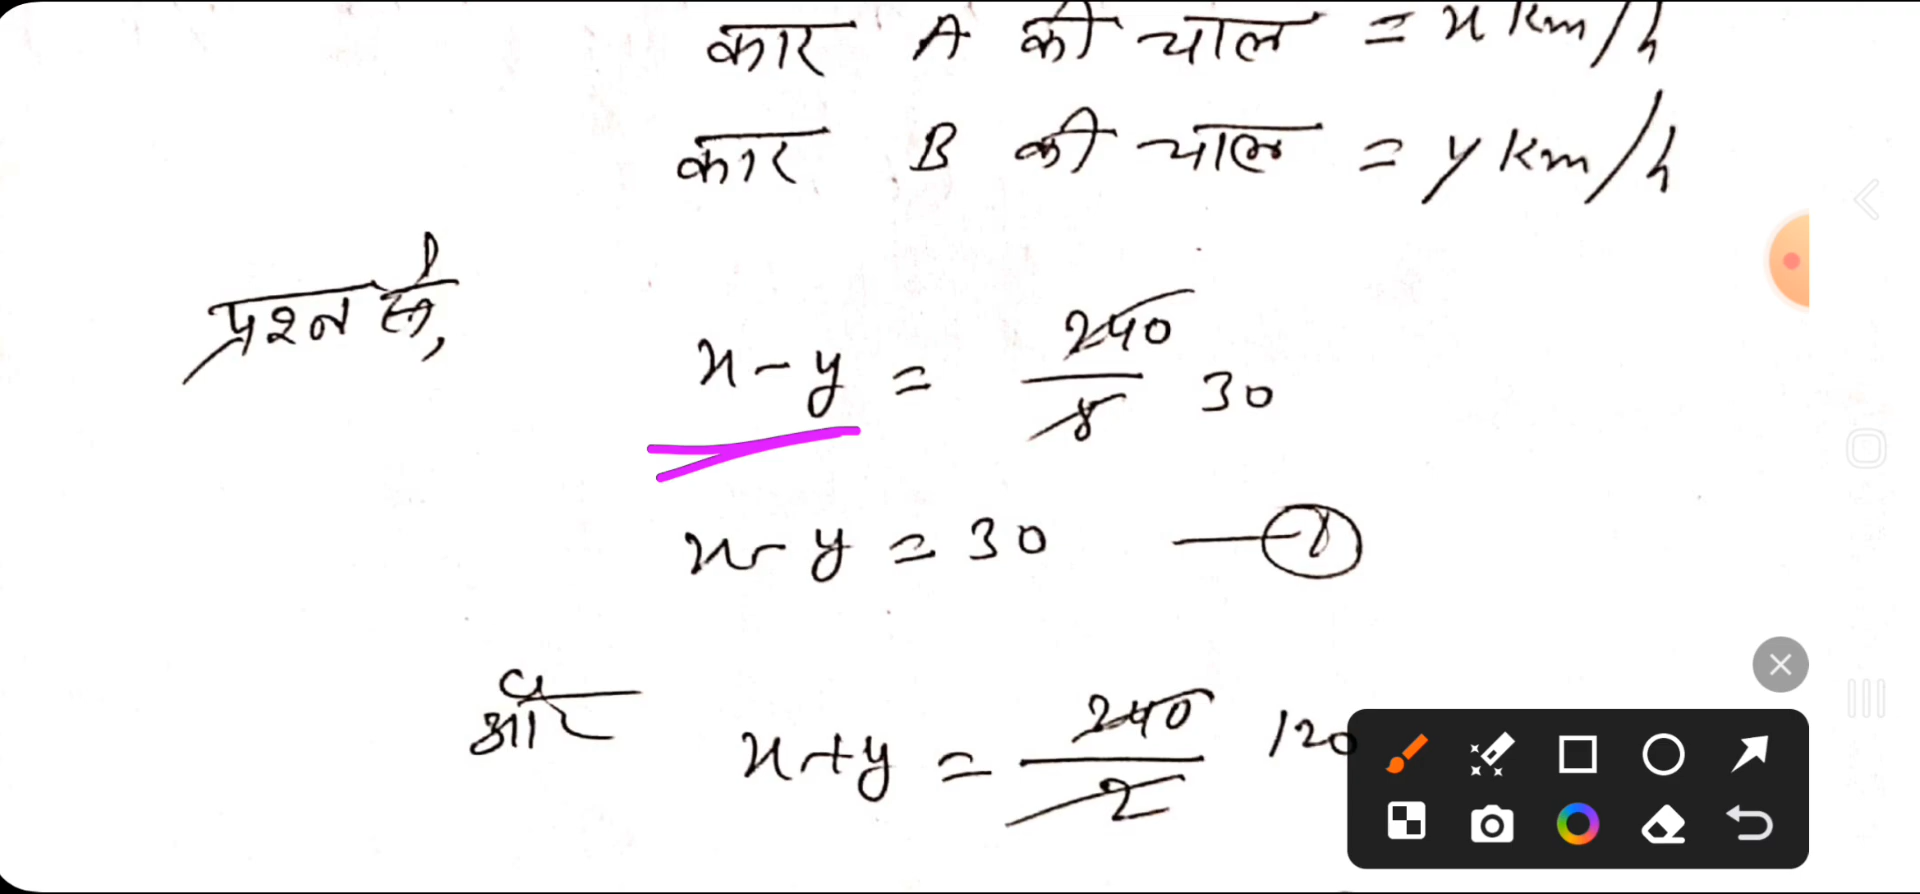 कार A की चाल = x km/h
कार B की चाल = y km/h
प्रश्न से,
x - y = 240/8 30
x - y = 30 — 1
और x + y = 240/2 120